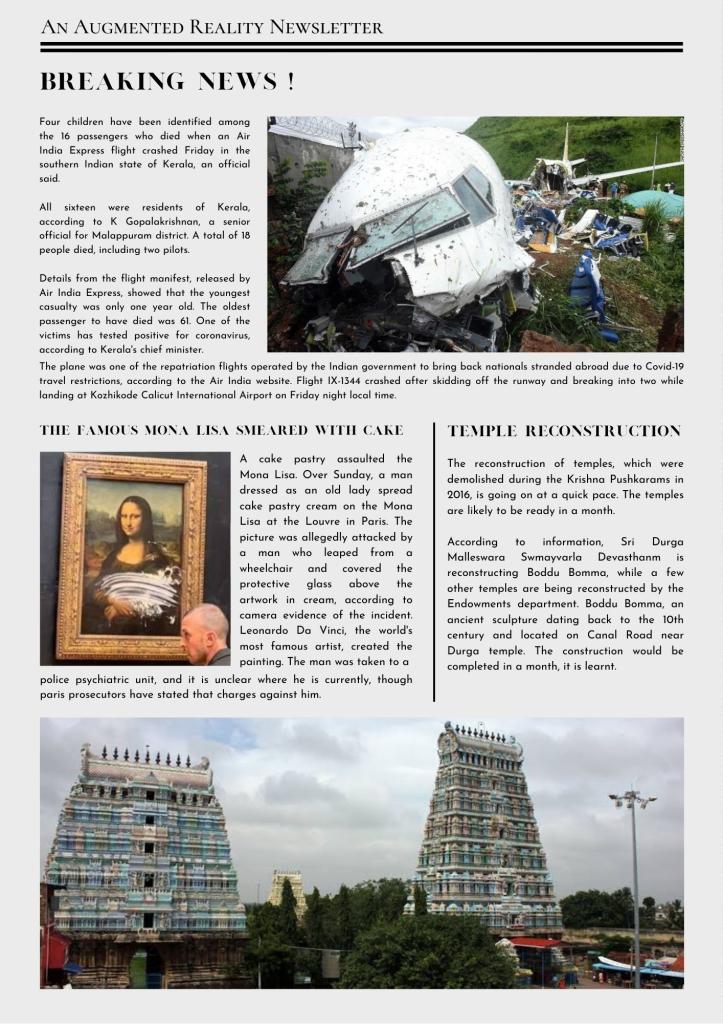 An Augmented Reality Newsletter
BREAKING NEWS !
Four children have been identified among
the 16 passengers who died when an Air
India Express flight crashed Friday in the
southern Indian state of Kerala, an official
said.
All sixteen were residents of Kerala,
according to K Gopalakrishnan, a senior
official for Malappuram district. A total of 18
people died, including two pilots.
Details from the flight manifest, released by
Air India Express, showed that the youngest
casualty was only one year old. The oldest
passenger to have died was 61. One of the
victims has tested positive for coronavirus,
according to Kerala's chief minister.
The plane was one of the repatriation flights operated by the Indian government to bring back nationals stranded abroad due to Covid-19
travel restrictions, according to the Air India website. Flight IX-1344 crashed after skidding off the runway and breaking into two while
landing at Kozhikode Calicut International Airport on Friday night local time.
THE FAMOUS MONA LISA SMEARED WITH CAKE
A cake pastry assaulted the
Mona Lisa. Over Sunday, a man
dressed as an old lady spread
cake pastry cream on the Mona
Lisa at the Louvre in Paris. The
picture was allegedly attacked by
a man who leaped from a
wheelchair and covered the
protective glass above the
artwork in cream, according to
camera evidence of the incident.
Leonardo Da Vinci, the world's
most famous artist, created the
painting. The man was taken to a
police psychiatric unit, and it is unclear where he is currently, though
paris prosecutors have stated that charges against him.
TEMPLE RECONSTRUCTION
The reconstruction of temples, which were
demolished during the Krishna Pushkarams in
2016, is going on at a quick pace. The temples
are likely to be ready in a month.
According to information, Sri Durga
Malleswara Swmayvarla Devasthanm is
reconstructing Boddu Bomma, while a few
other temples are being reconstructed by the
Endowments department. Boddu Bomma, an
ancient sculpture dating back to the 10th
century and located on Canal Road near
Durga temple. The construction would be
completed in a month, it is learnt.